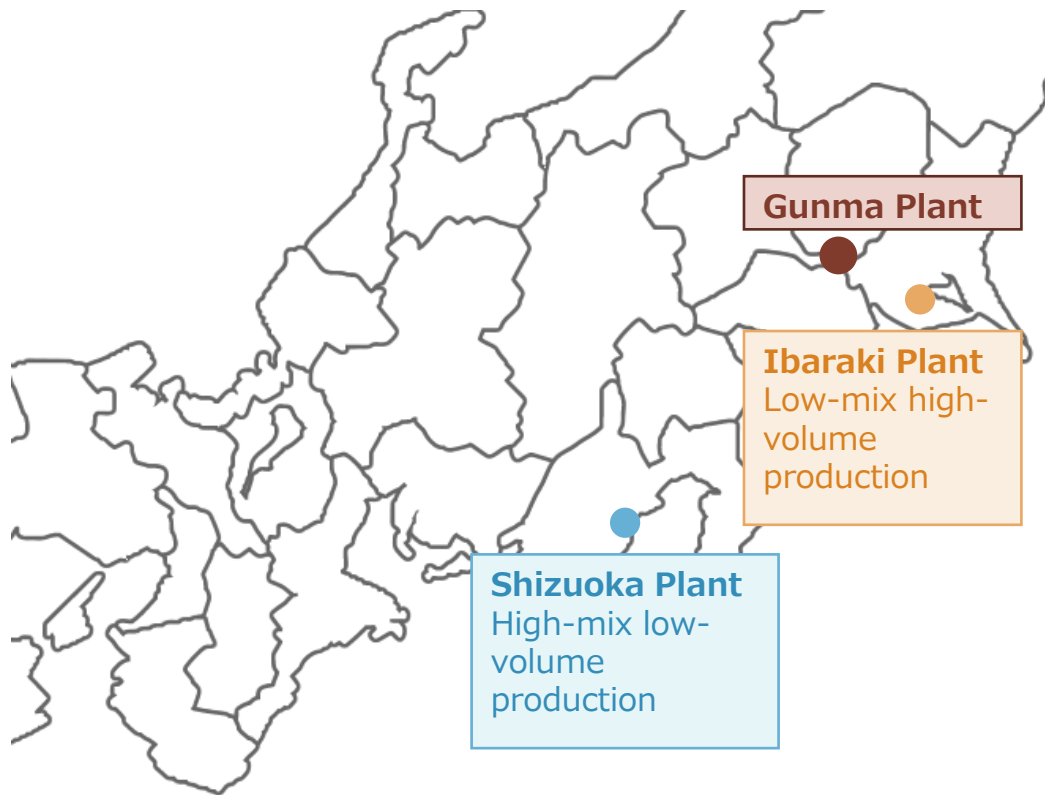 Gunma Plant
Ibaraki Plant
Low-mix high-
volume
production
Shizuoka Plant
High-mix low-
volume
production